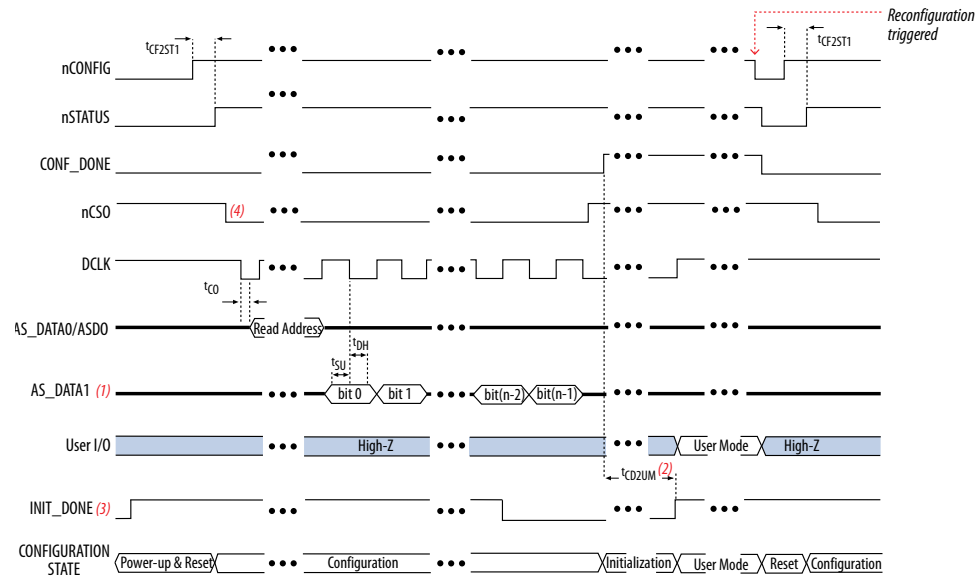 Reconfiguration
triggered
tCF2ST1
tCF2ST1
nCONFIG
nSTATUS
CONF_DONE
nCSO (4)
DCLK
tCO
AS_DATA0/ASDO Read Address
tSU tDH
AS_DATA1 (1) bit 0 bit 1 bit(n-2) bit(n-1)
User I/O High-Z User Mode High-Z
tCD2UM (2)
INIT_DONE (3)
CONFIGURATION
STATE Power-up & Reset Configuration Initialization User Mode Reset Configuration